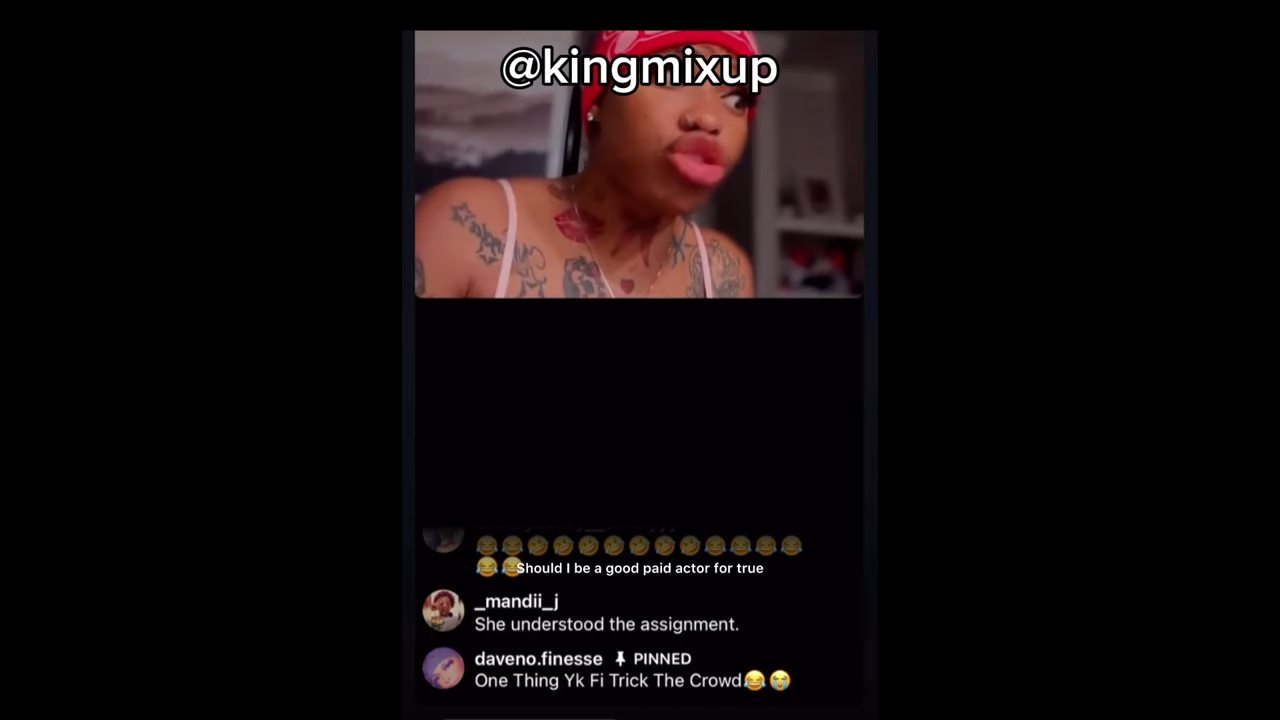 @kingmixup
😂😂🤣🤣🤣🤣🤣🤣🤣😂😂😂😂
😂😂
Should I be a good paid actor for true
_mandii_j
She understood the assignment.
daveno.finesse PINNED
One Thing Yk Fi Trick The Crowd😂😭